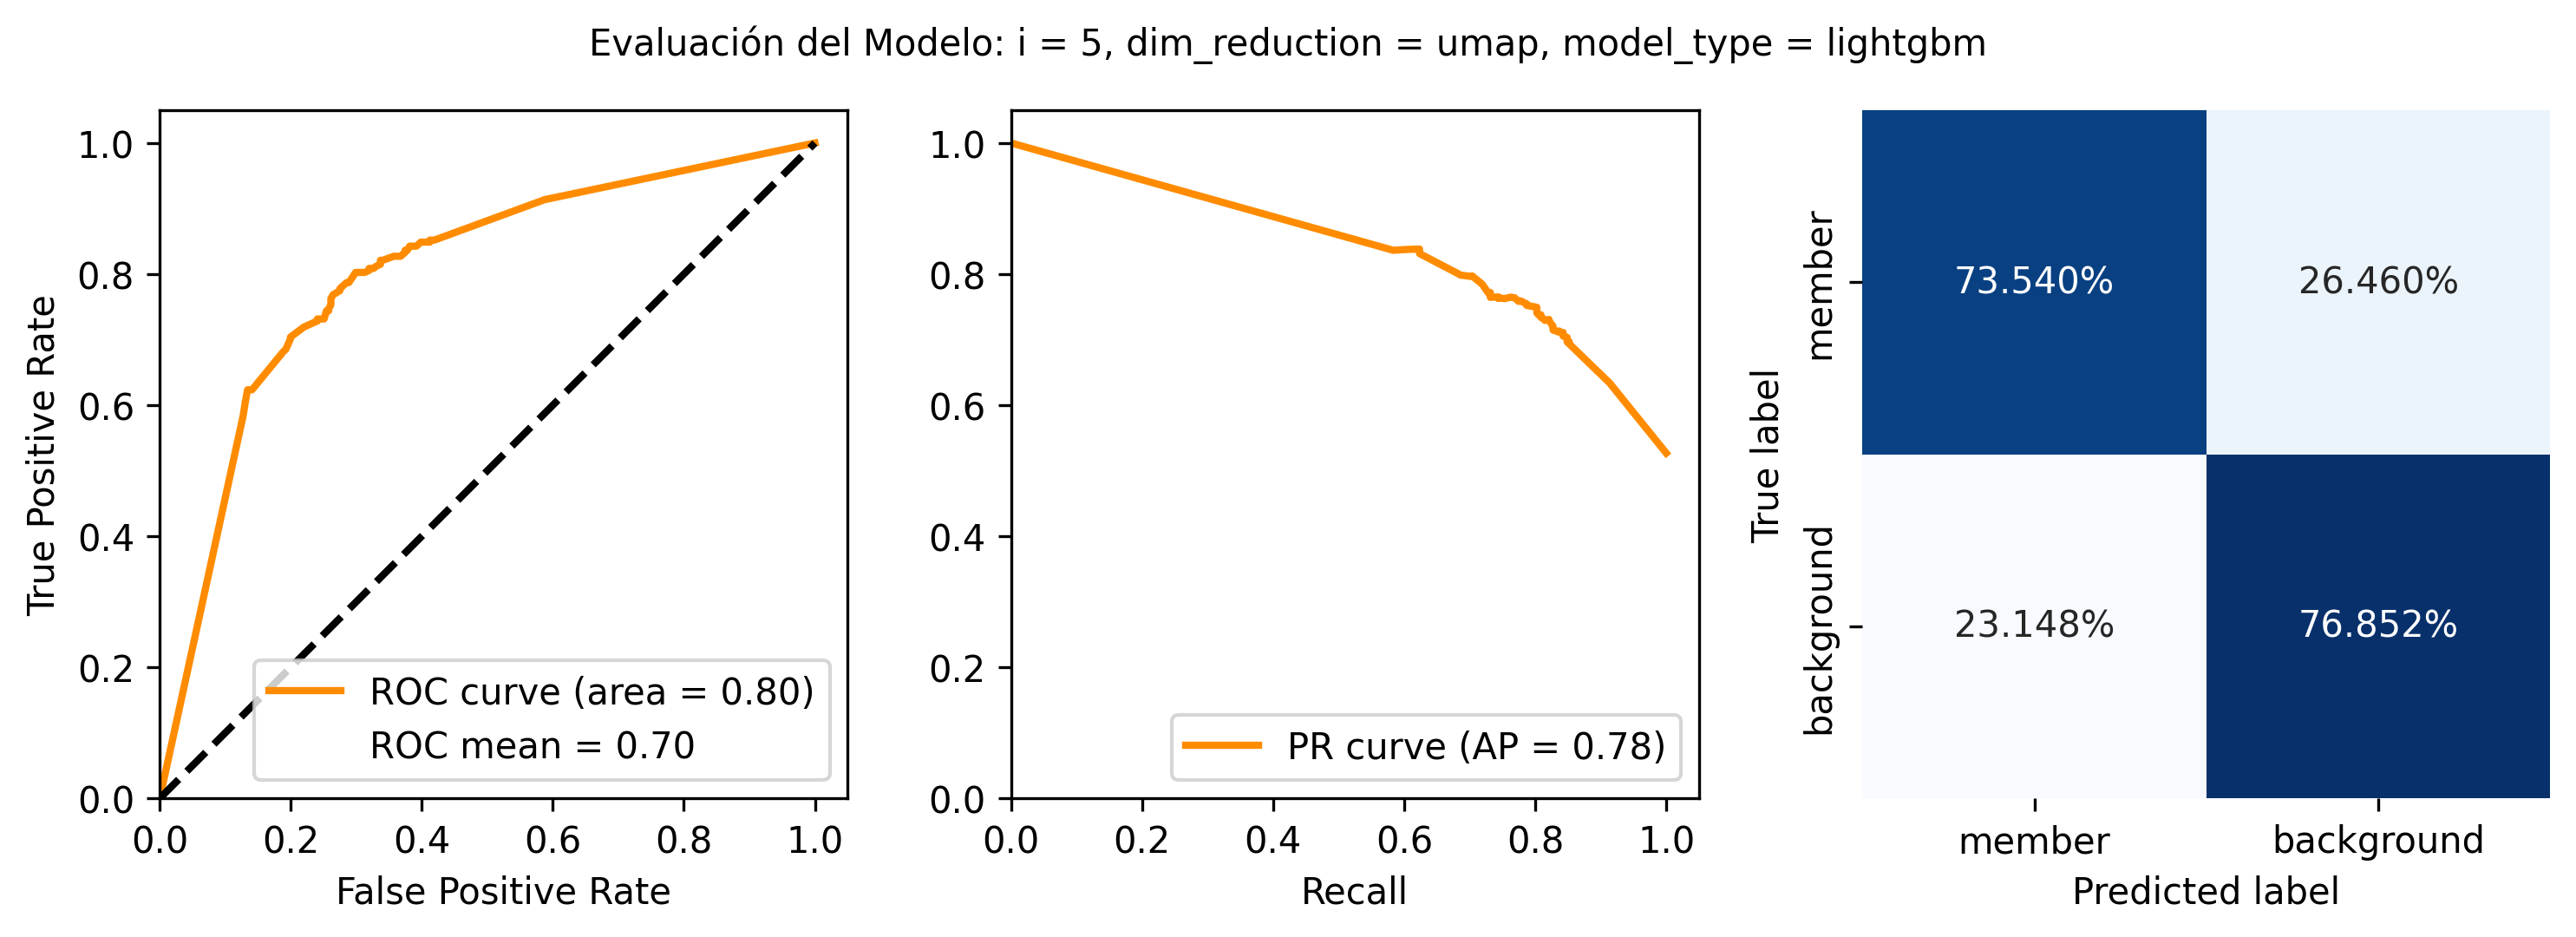 Evaluación del Modelo: i = 5, dim_reduction = umap, model_type = lightgbm
True Positive Rate
1.0
0.8
0.6
0.4
0.2
0.0
ROC curve (area = 0.80)
ROC mean = 0.70
0.0 0.2 0.4 0.6 0.8 1.0
False Positive Rate
1.0
0.8
0.6
0.4
0.2
0.0
PR curve (AP = 0.78)
0.0 0.2 0.4 0.6 0.8 1.0
Recall
True label
member
background
73.540% 26.460%
23.148% 76.852%
member background
Predicted label